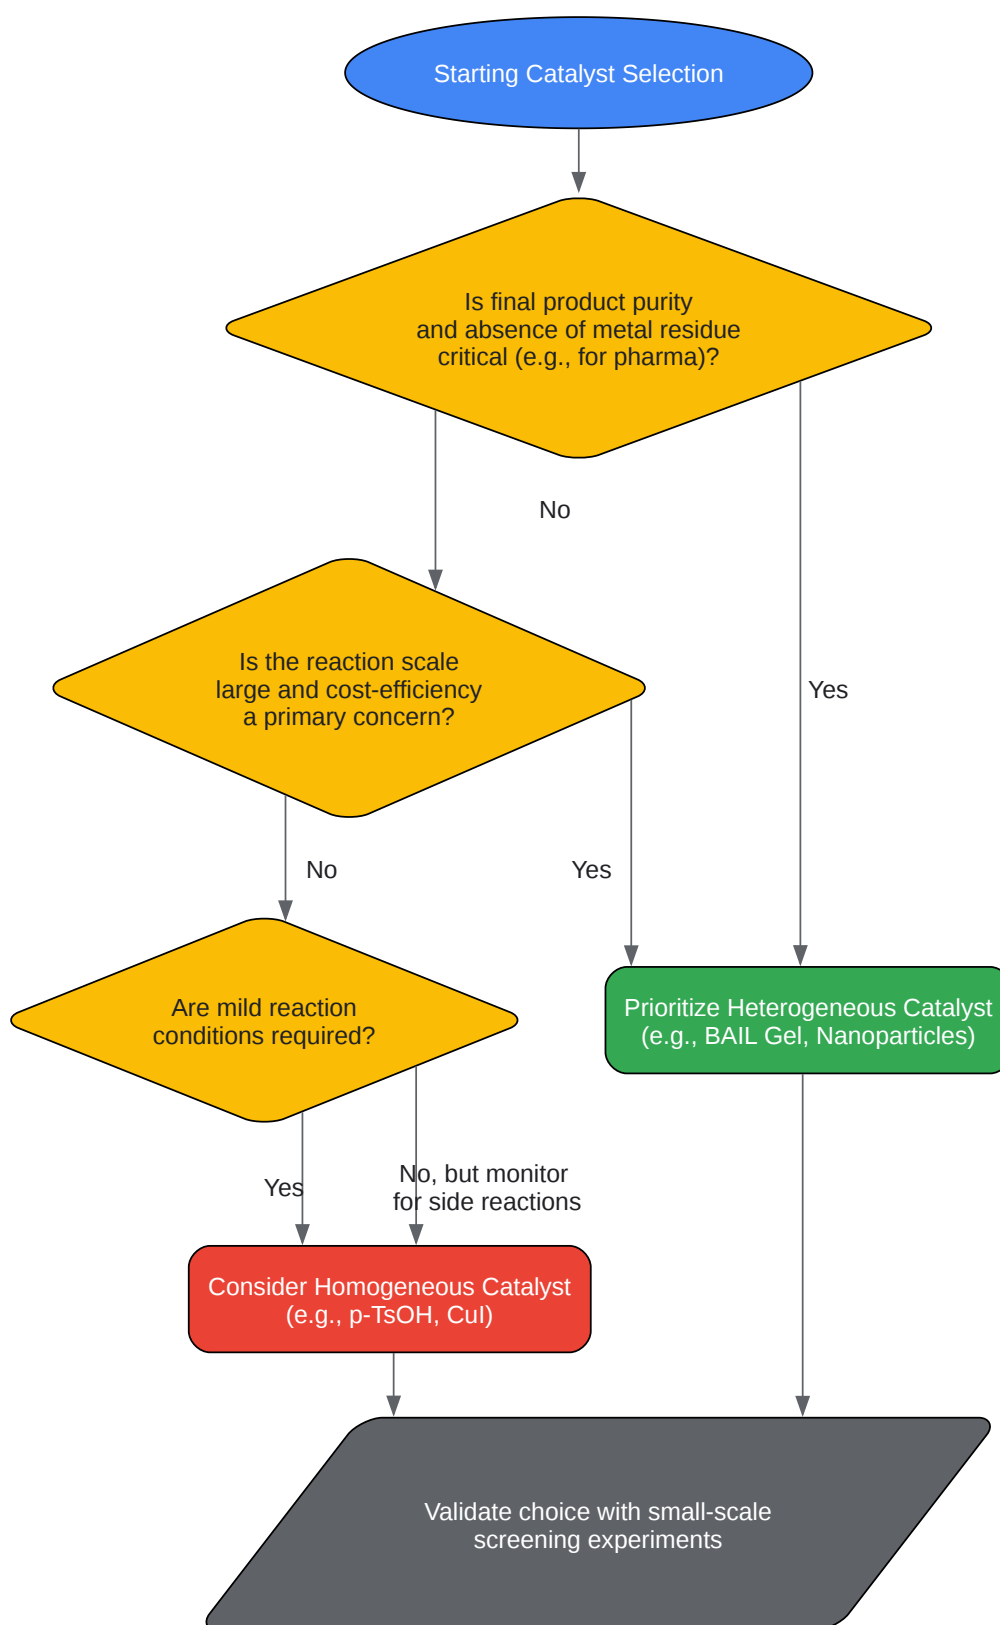 Starting Catalyst Selection
Is final product purity
and absence of metal residue
critical (e.g., for pharma)?
No
Is the reaction scale
large and cost-efficiency
a primary concern?
Yes
No
Yes
Are mild reaction
conditions required?
Prioritize Heterogeneous Catalyst
(e.g., BAIL Gel, Nanoparticles)
Yes
No, but monitor
for side reactions
Consider Homogeneous Catalyst
(e.g., p-TsOH, CuI)
Validate choice with small-scale
screening experiments